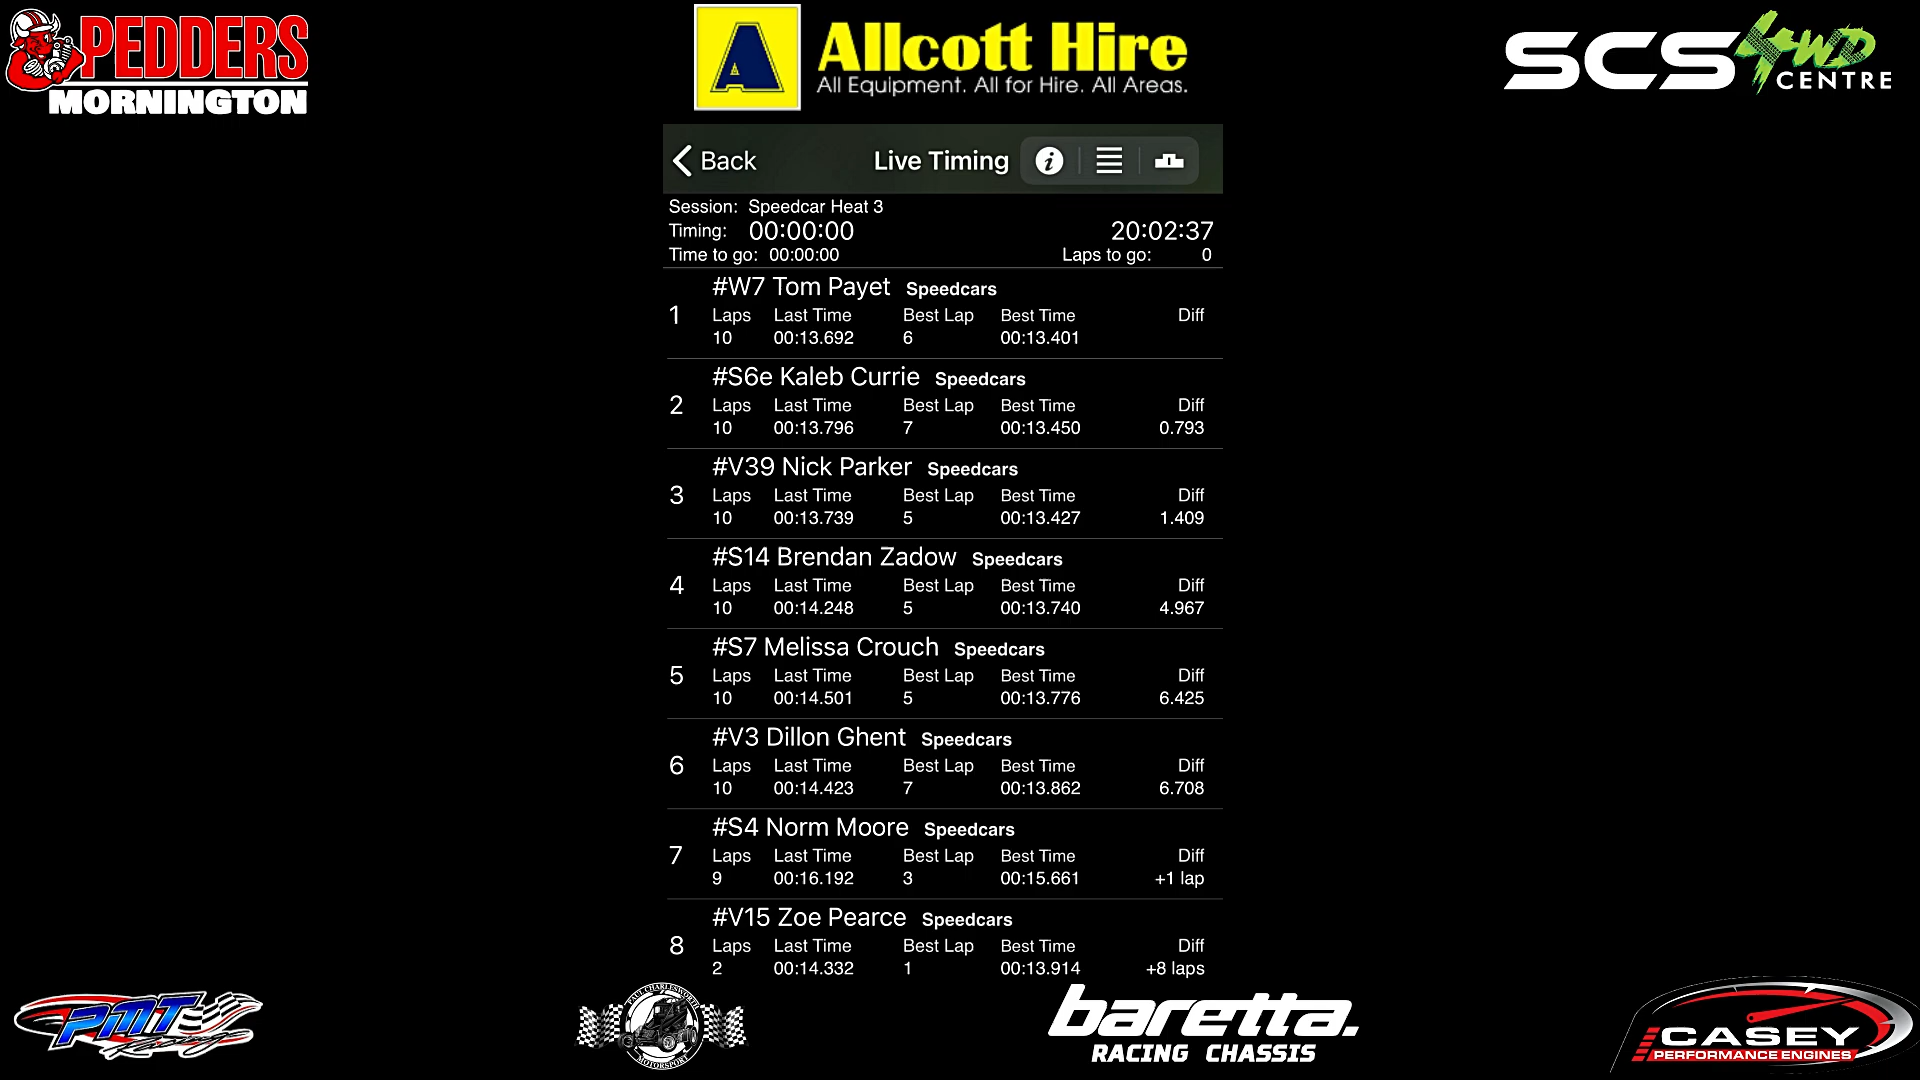 PEDDERS
MORNINGTON
A
Allcott Hire
All Equipment. All for Hire. All Areas.
SCS 4WD
CENTRE
Back
Live Timing
Session: Speedcar Heat 3
Timing: 00:00:00 20:02:37
Time to go: 00:00:00 Laps to go: 0
#W7 Tom Payet Speedcars
1 Laps Last Time Best Lap Best Time Diff
10 00:13.692 6 00:13.401
#S6e Kaleb Currie Speedcars
2 Laps Last Time Best Lap Best Time Diff
10 00:13.796 7 00:13.450 0.793
#V39 Nick Parker Speedcars
3 Laps Last Time Best Lap Best Time Diff
10 00:13.739 5 00:13.427 1.409
#S14 Brendan Zadow Speedcars
4 Laps Last Time Best Lap Best Time Diff
10 00:14.248 5 00:13.740 4.967
#S7 Melissa Crouch Speedcars
5 Laps Last Time Best Lap Best Time Diff
10 00:14.501 5 00:13.776 6.425
#V3 Dillon Ghent Speedcars
6 Laps Last Time Best Lap Best Time Diff
10 00:14.423 7 00:13.862 6.708
#S4 Norm Moore Speedcars
7 Laps Last Time Best Lap Best Time Diff
9 00:16.192 3 00:15.661 +1 lap
#V15 Zoe Pearce Speedcars
8 Laps Last Time Best Lap Best Time Diff
2 00:14.332 1 00:13.914 +8 laps
PMT
Racing
PAUL CHARLESWORTH
MOTORSPORT
baretta.
RACING CHASSIS
CASEY
PERFORMANCE ENGINES